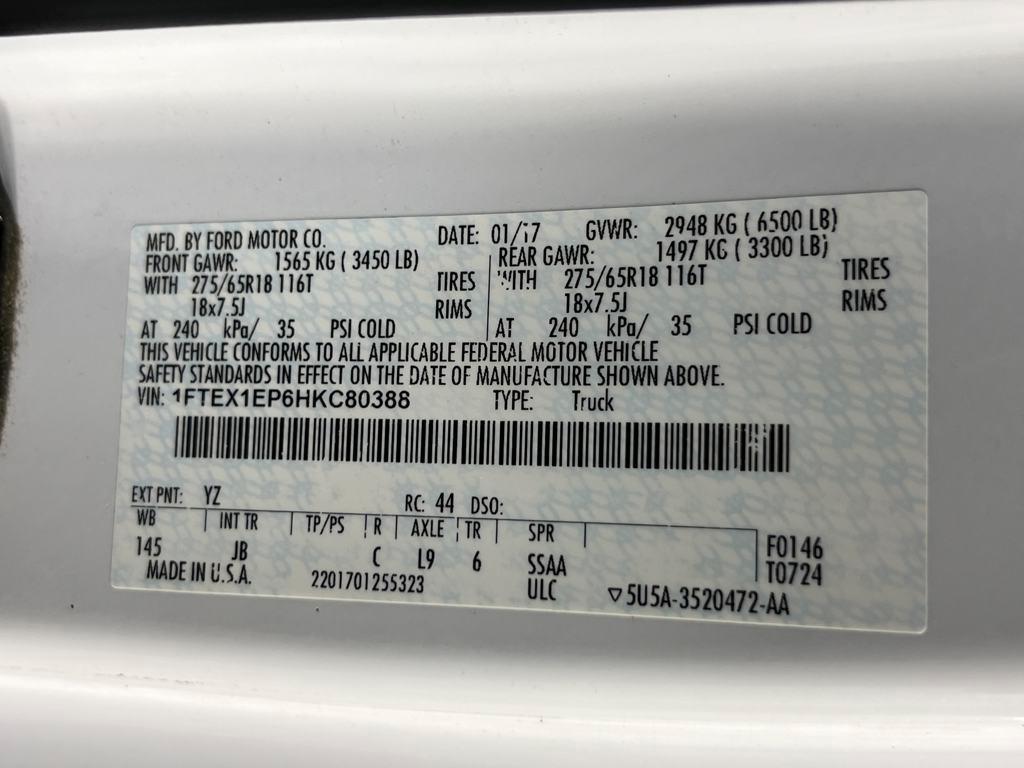 MFD. BY FORD MOTOR CO. DATE: 01/17 GVWR: 2948 KG ( 6500 LB)
FRONT GAWR: 1565 KG ( 3450 LB) REAR GAWR: 1497 KG ( 3300 LB)
WITH 275/65R18 116T TIRES WITH 275/65R18 116T TIRES
18x7.5J RIMS 18x7.5J RIMS
AT 240 kPa/ 35 PSI COLD AT 240 kPa/ 35 PSI COLD
THIS VEHICLE CONFORMS TO ALL APPLICABLE FEDERAL MOTOR VEHICLE
SAFETY STANDARDS IN EFFECT ON THE DATE OF MANUFACTURE SHOWN ABOVE.
VIN: 1FTEX1EP6HKC80388 TYPE: Truck
EXT PNT: YZ RC: 44 DSO:
WB INT TR TP/PS R AXLE TR SPR
145 JB C L9 6 SSAA F0146
MADE IN U.S.A. 2201701255323 ULC T0724
▽5U5A-3520472-AA